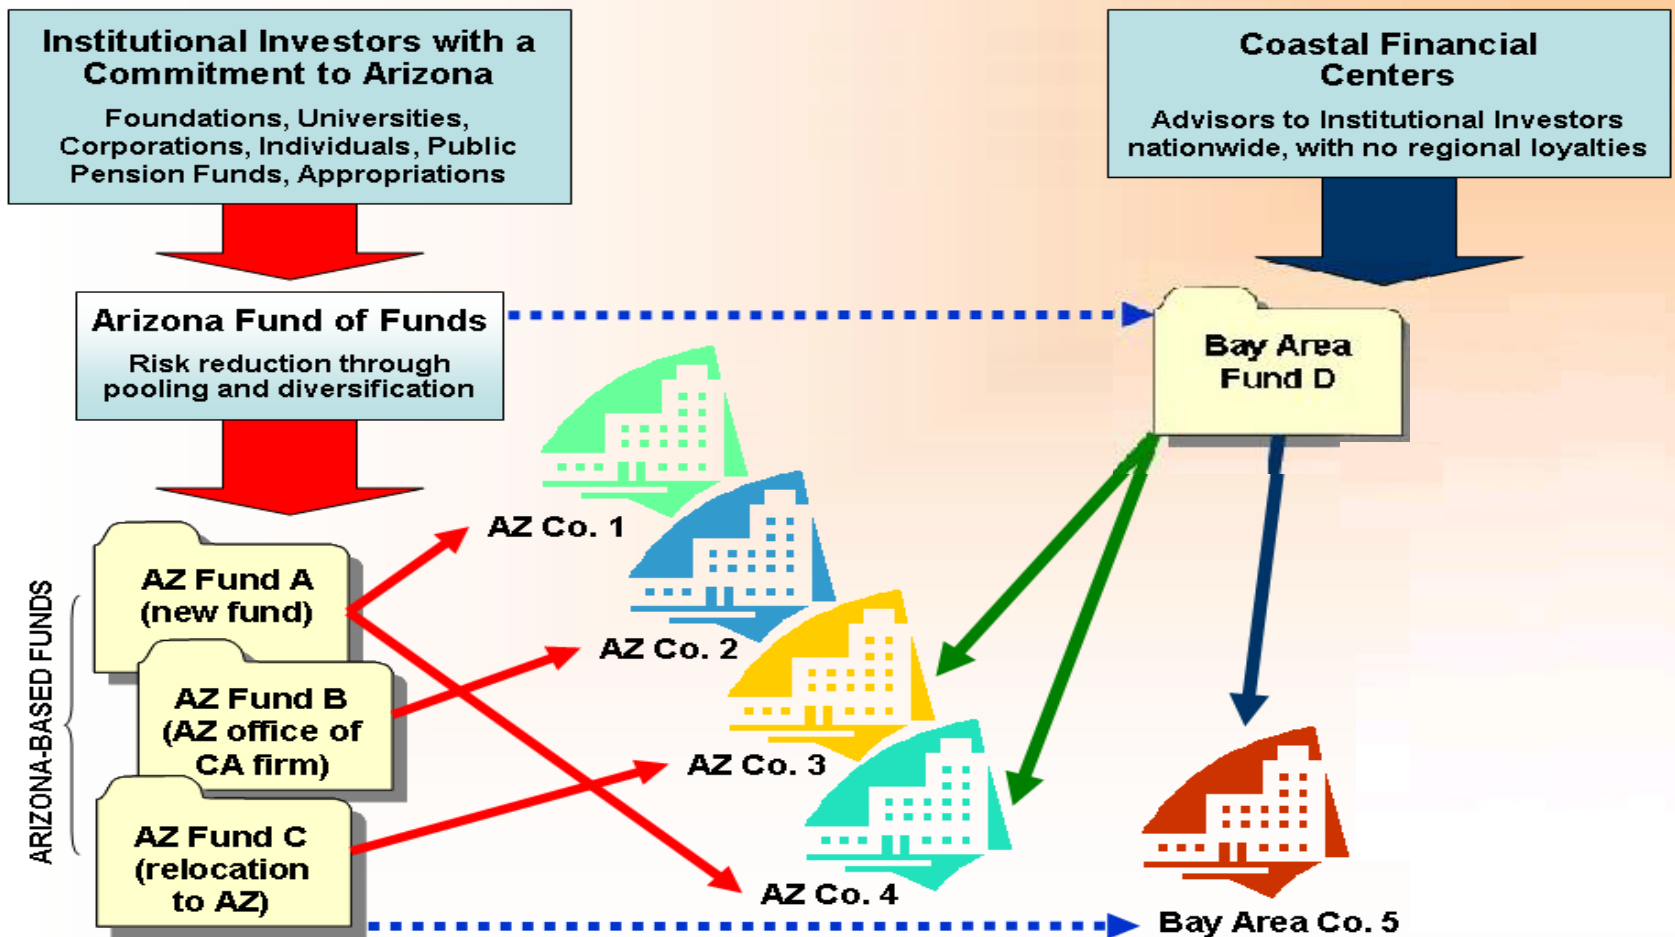 Institutional Investors with a
Commitment to Arizona
Foundations, Universities,
Corporations, Individuals, Public
Pension Funds, Appropriations
Coastal Financial
Centers
Advisors to Institutional Investors
nationwide, with no regional loyalties
Arizona Fund of Funds
Risk reduction through
pooling and diversification
Bay Area
Fund D
AZ Co. 1
ARIZONA-BASED FUNDS
AZ Fund A
(new fund)
AZ Co. 2
AZ Fund B
(AZ office of
CA firm)
AZ Co. 3
AZ Fund C
(relocation
to AZ)
AZ Co. 4
Bay Area Co. 5